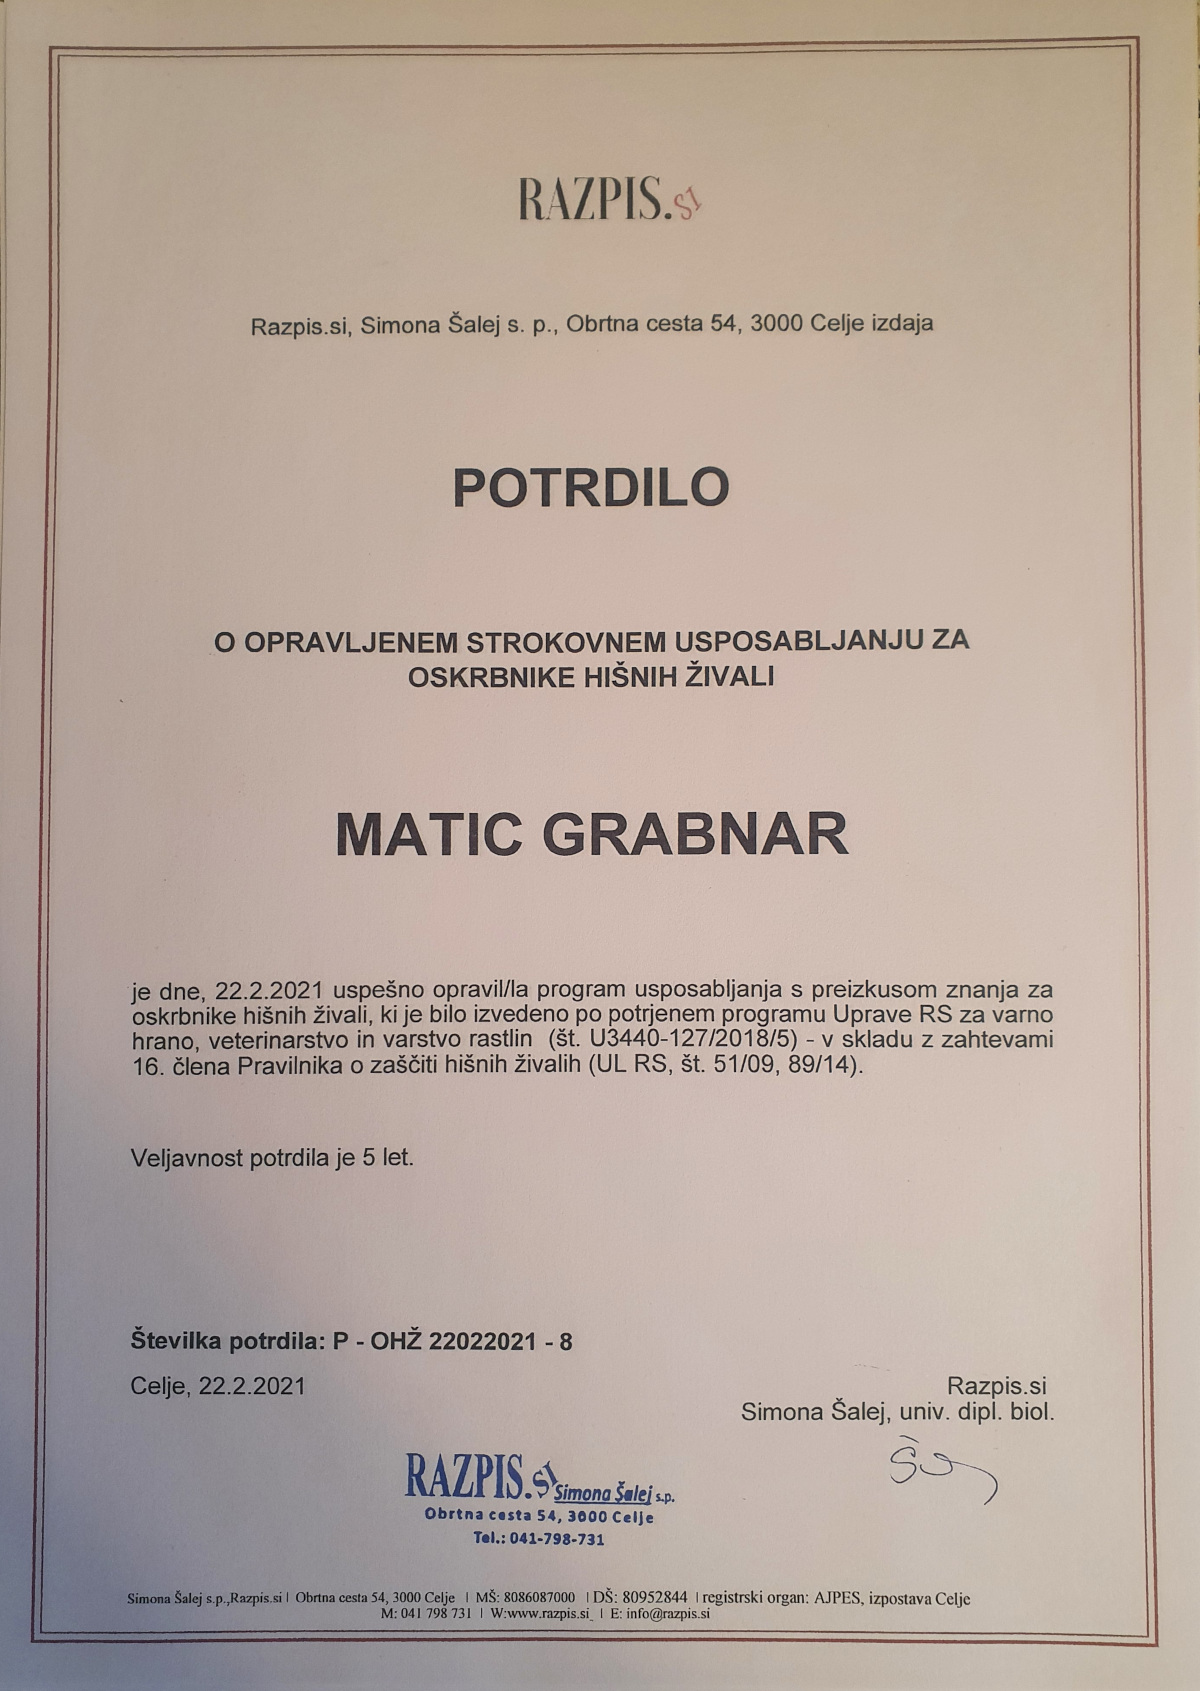 RAZPIS.SI
Razpis.si, Simona Šalej s. p., Obrtna cesta 54, 3000 Celje izdaja
POTRDILO
O OPRAVLJENEM STROKOVNEM USPOSABLJANJU ZA
OSKRBNIKE HIŠNIH ŽIVALI
MATIC GRABNAR
je dne, 22.2.2021 uspešno opravil/la program usposabljanja s preizkusom znanja za
oskrbnike hišnih živali, ki je bilo izvedeno po potrjenem programu Uprave RS za varno
hrano, veterinarstvo in varstvo rastlin (št. U3440-127/2018/5) - v skladu z zahtevami
16. člena Pravilnika o zaščiti hišnih živalih (UL RS, št. 51/09, 89/14).
Veljavnost potrdila je 5 let.
Številka potrdila: P - OHŽ 22022021 - 8
Celje, 22.2.2021
Razpis.si
Simona Šalej, univ. dipl. biol.
RAZPIS.SI Simona Šalej s.p.
Obrtna cesta 54, 3000 Celje
Tel.: 041-798-731
Simona Šalej s.p.,Razpis.si | Obrtna cesta 54, 3000 Celje | MŠ: 8086087000 | DŠ: 80952844 | registrski organ: AJPES, izpostava Celje
M: 041 798 731 | W:www.razpis.si | E: info@razpis.si